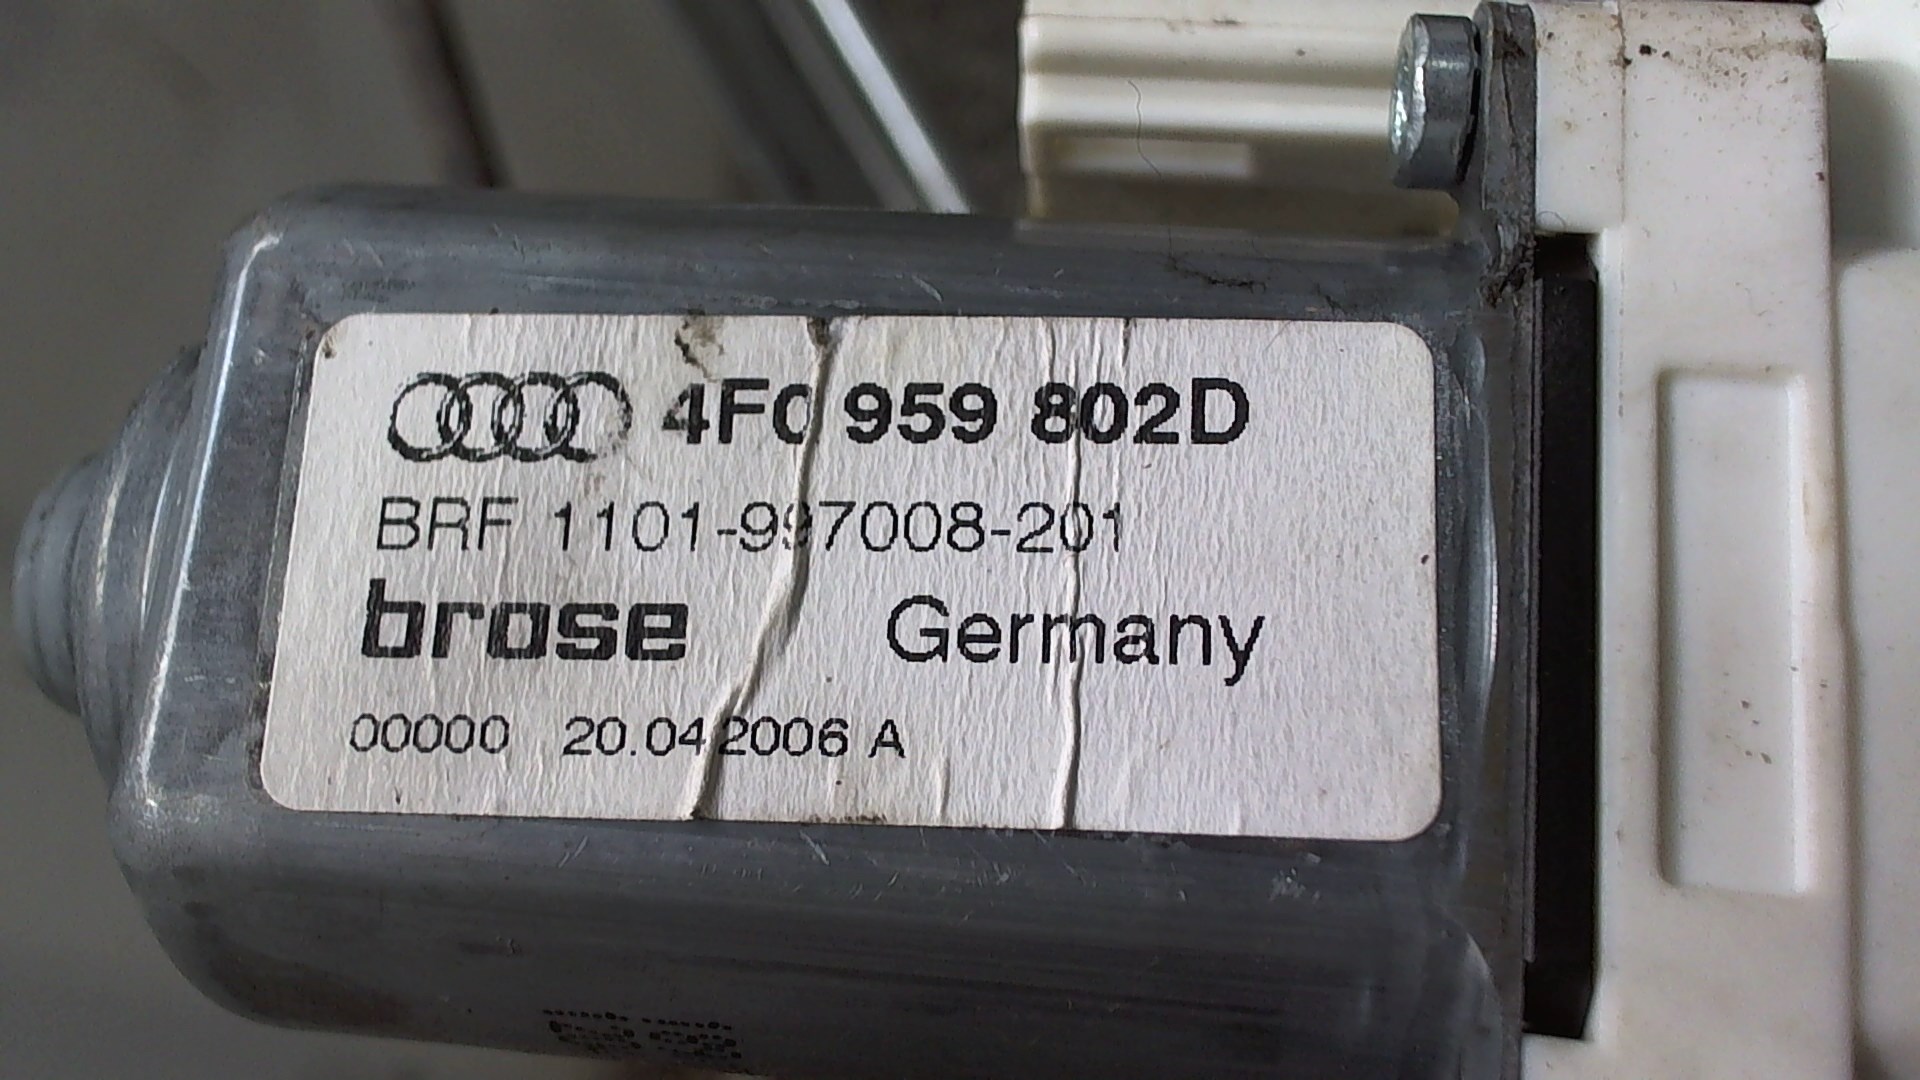 4F0 959 802D
BRF 1101-997008-201
brose Germany
00000 20.04.2006 A